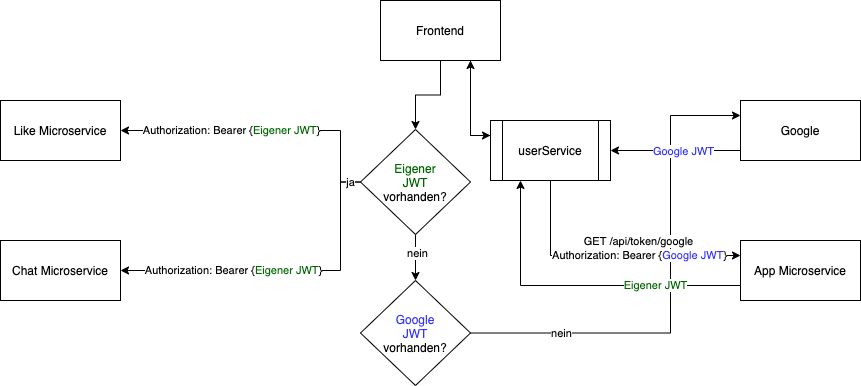 Frontend
Like Microservice
Authorization: Bearer {Eigener JWT}
userService
Google
Google JWT
Eigener
JWT
vorhanden?
ja
nein
GET /api/token/google
Authorization: Bearer {Google JWT}
Chat Microservice
Authorization: Bearer {Eigener JWT}
App Microservice
Eigener JWT
Google
JWT
vorhanden?
nein